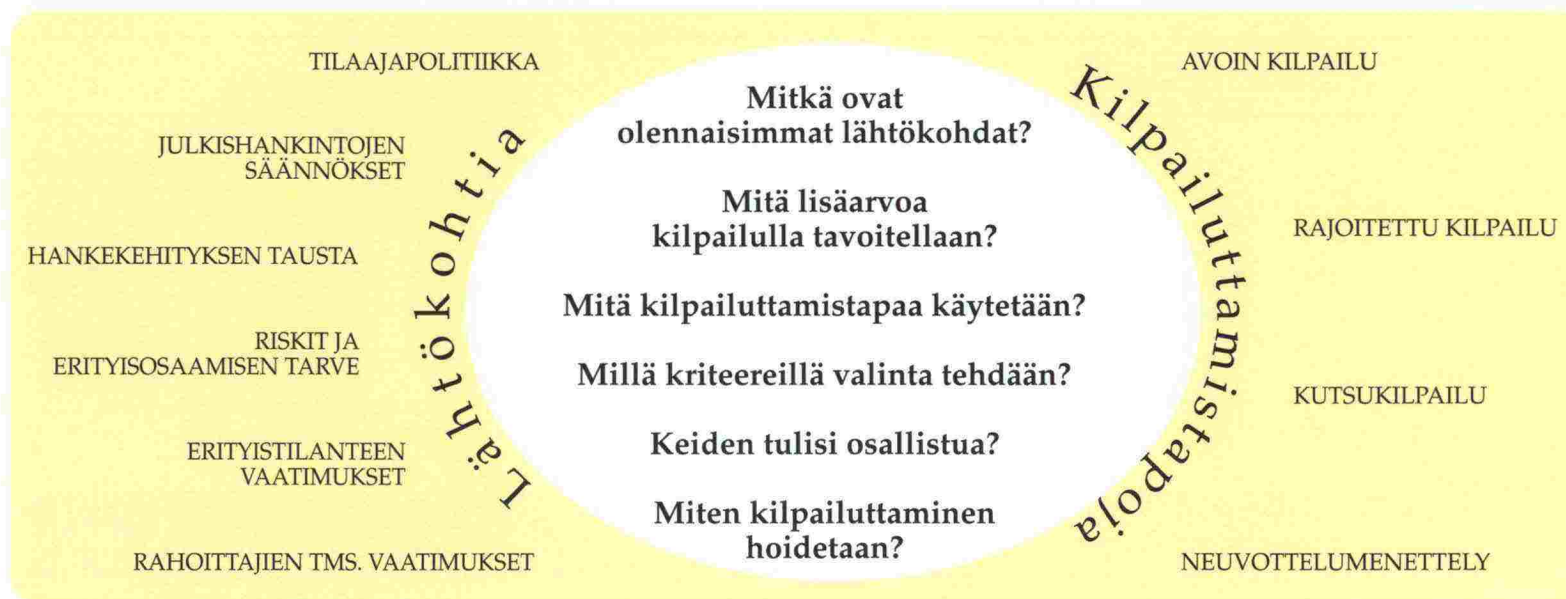 Lähtökohtia
TILAAJAPOLITIIKKA
JULKISHANKINTOJEN
SÄÄNNÖKSET
HANKEKEHITYKSEN TAUSTA
RISKIT JA
ERITYISOSAAMISEN TARVE
ERITYISTILANTEEN
VAATIMUKSET
RAHOITTAJIEN TMS. VAATIMUKSET
Mitkä ovat
olennaisimmat lähtökohdat?
Mitä lisäarvoa
kilpailulla tavoitellaan?
Mitä kilpailuttamistapaa käytetään?
Millä kriteereillä valinta tehdään?
Keiden tulisi osallistua?
Miten kilpailuttaminen
hoidetaan?
Kilpailuttamistapoja
AVOIN KILPAILU
RAJOITETTU KILPAILU
KUTSUKILPAILU
NEUVOTTELUMENETTELY